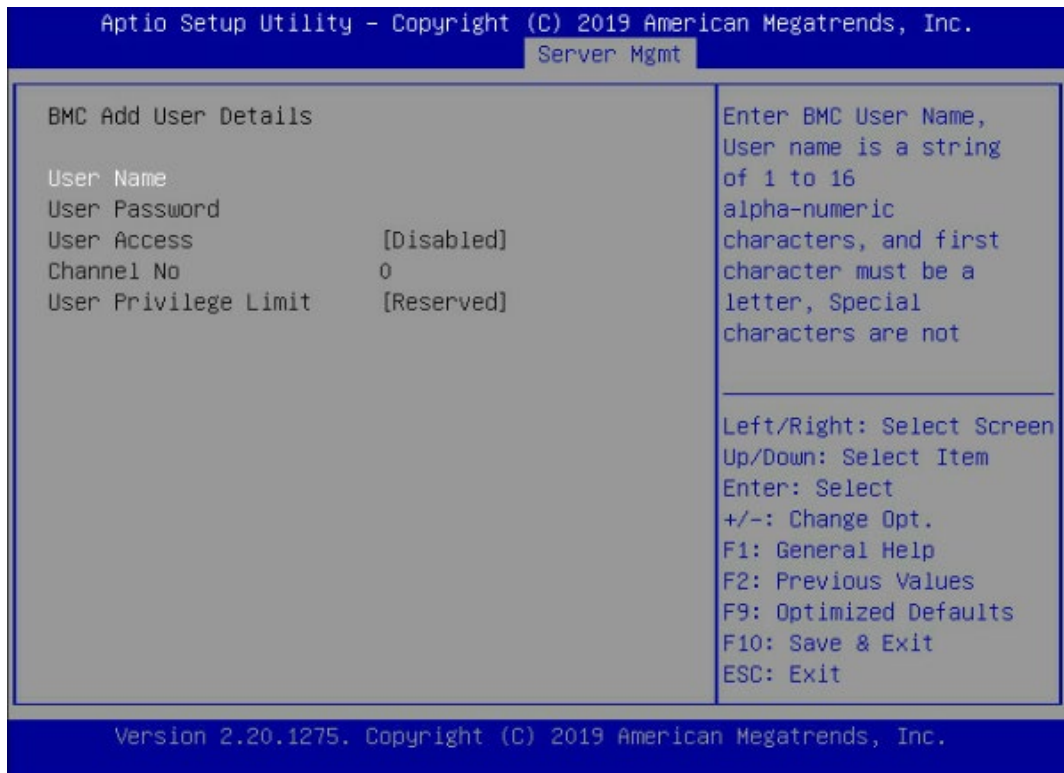 Aptio Setup Utility – Copyright (C) 2019 American Megatrends, Inc.
Server Mgmt
BMC Add User Details
User Name
User Password
User Access [Disabled]
Channel No 0
User Privilege Limit [Reserved]
Enter BMC User Name,
User name is a string
of 1 to 16
alpha-numeric
characters, and first
character must be a
letter, Special
characters are not
Left/Right: Select Screen
Up/Down: Select Item
Enter: Select
+/-: Change Opt.
F1: General Help
F2: Previous Values
F9: Optimized Defaults
F10: Save & Exit
ESC: Exit
Version 2.20.1275. Copyright (C) 2019 American Megatrends, Inc.